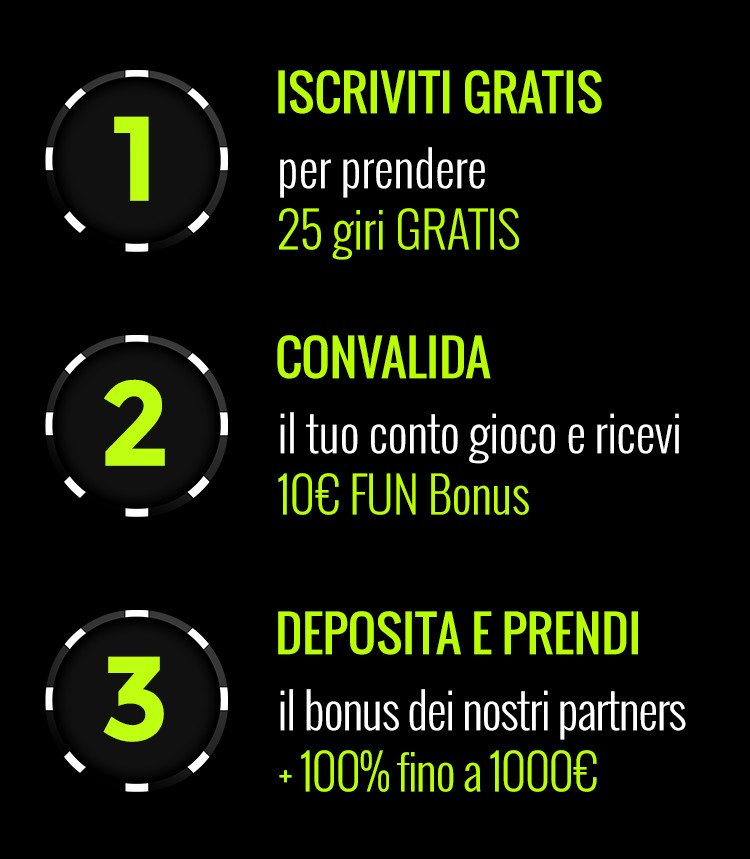 1
ISCRIVITI GRATIS
per prendere
25 giri GRATIS
2
CONVALIDA
il tuo conto gioco e ricevi
10€ FUN Bonus
3
DEPOSITA E PRENDI
il bonus dei nostri partners
+ 100% fino a 1000€